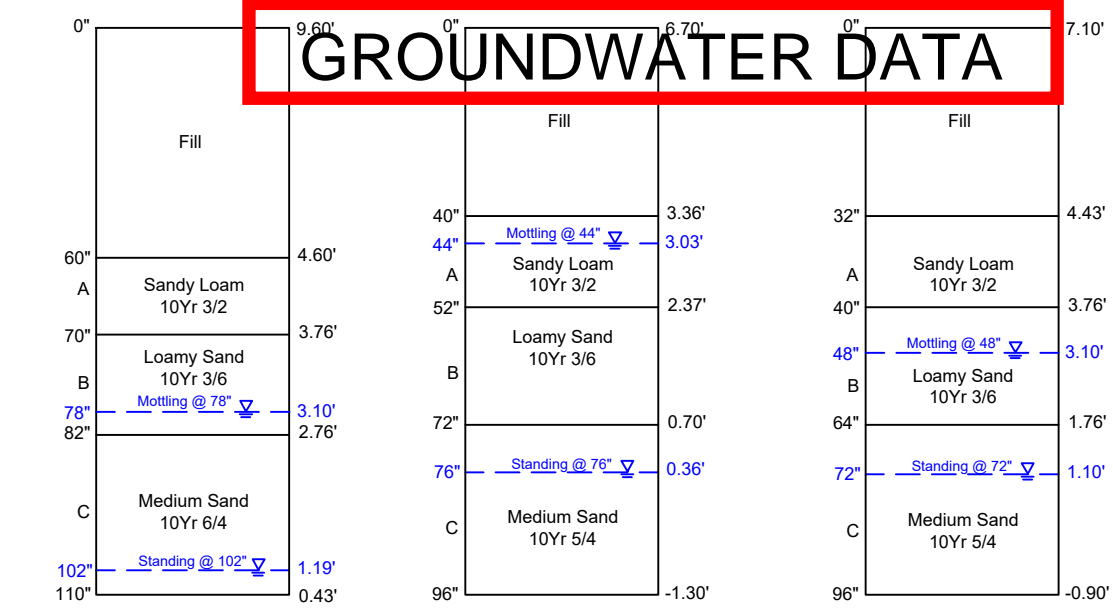 GROUNDWATER DATA
0"
9.60'
Fill
60"
4.60'
A
Sandy Loam
10Yr 3/2
70"
3.76'
Loamy Sand
10Yr 3/6
B
Mottling @ 78"
78"
3.10'
82"
2.76'
Medium Sand
10Yr 6/4
C
Standing @ 102"
102"
1.19'
110"
0.43'
0"
6.70'
Fill
40"
3.36'
Mottling @ 44"
44"
3.03'
A
Sandy Loam
10Yr 3/2
52"
2.37'
Loamy Sand
10Yr 3/6
B
72"
0.70'
Standing @ 76"
76"
0.36'
Medium Sand
10Yr 5/4
C
96"
-1.30'
0"
7.10'
Fill
32"
4.43'
Sandy Loam
10Yr 3/2
A
40"
3.76'
Mottling @ 48"
48"
3.10'
B
Loamy Sand
10Yr 3/6
64"
1.76'
Standing @ 72"
72"
1.10'
Medium Sand
10Yr 5/4
C
96"
-0.90'